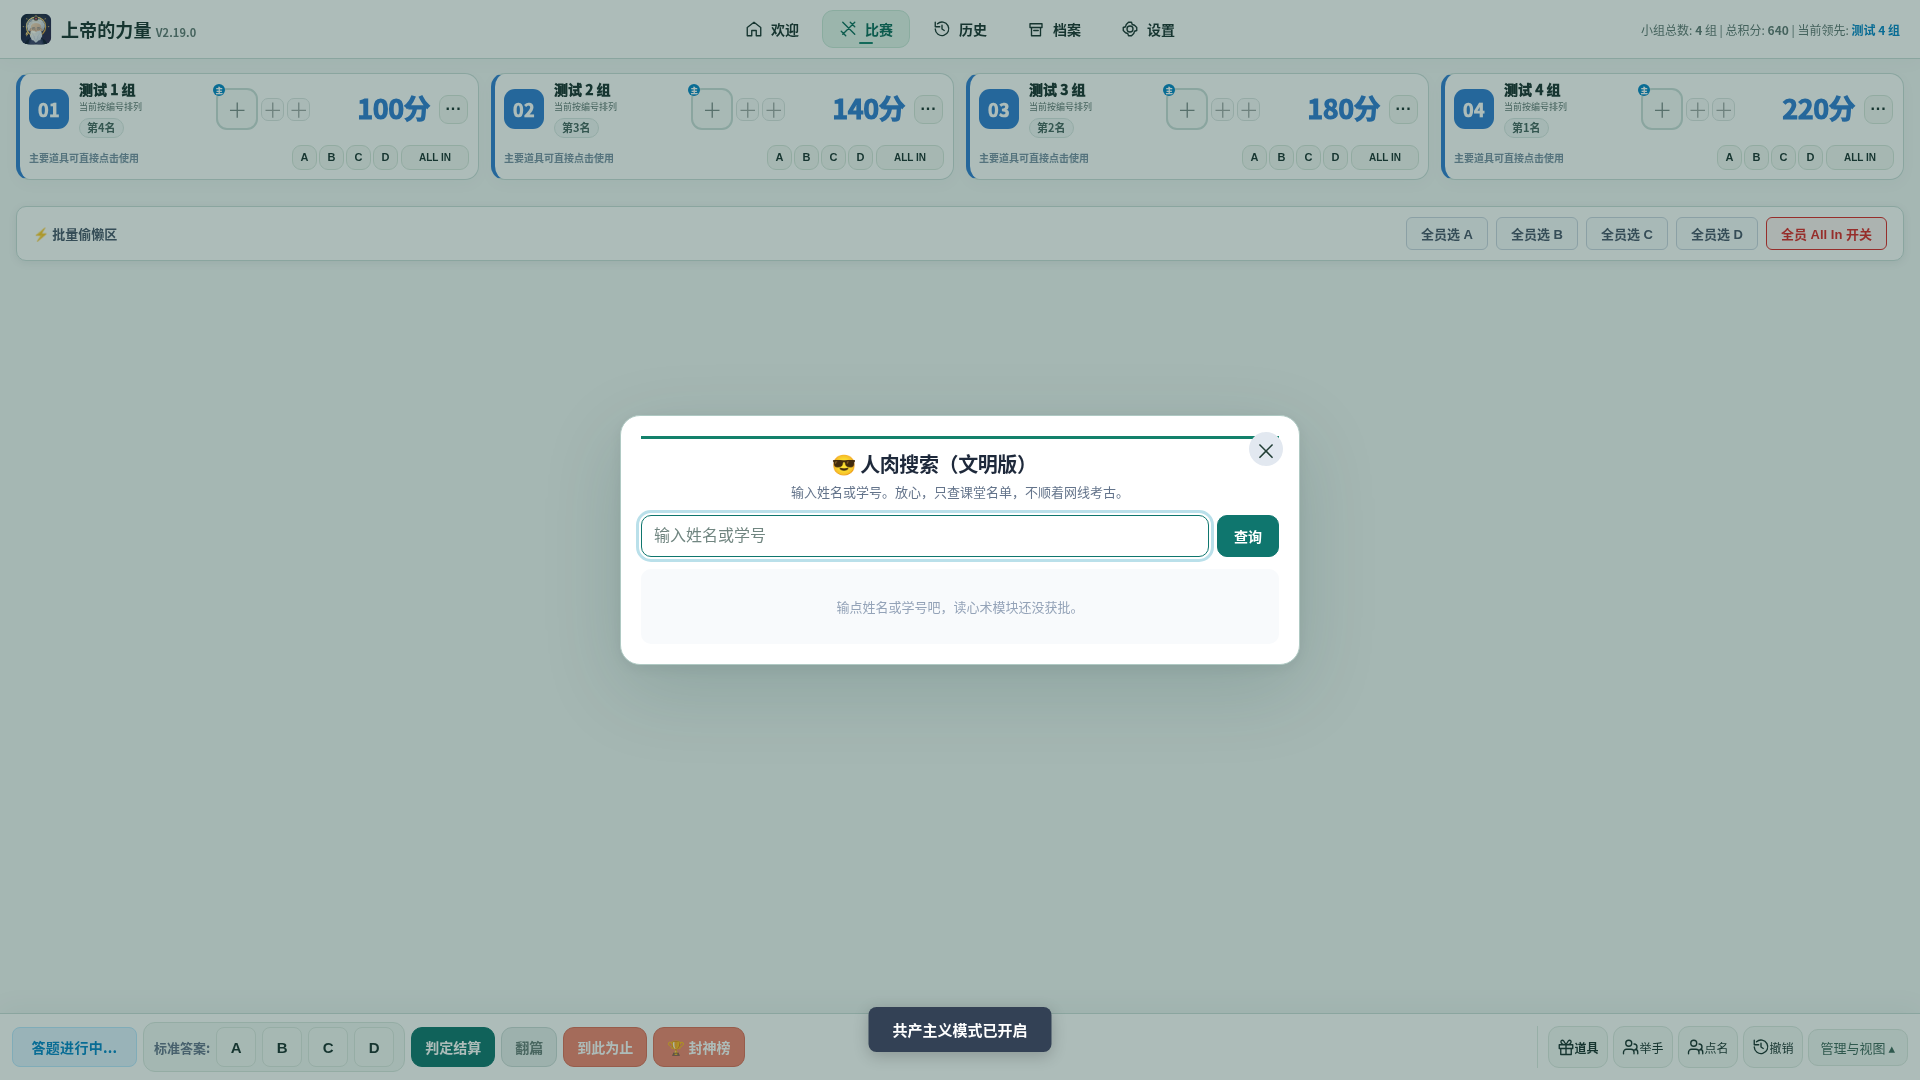 上帝的力量 V2.19.0
欢迎
比赛
历史
档案
设置
小组总数: 4 组 | 总积分: 640 | 当前领先: 测试 4 组
01
测试 1 组
当前按编号排列
第4名
主
100分
主要道具可直接点击使用
A B C D ALL IN
02
测试 2 组
当前按编号排列
第3名
主
140分
主要道具可直接点击使用
A B C D ALL IN
03
测试 3 组
当前按编号排列
第2名
主
180分
主要道具可直接点击使用
A B C D ALL IN
04
测试 4 组
当前按编号排列
第1名
主
220分
主要道具可直接点击使用
A B C D ALL IN
⚡ 批量偷懒区
全员选 A
全员选 B
全员选 C
全员选 D
全员 All In 开关
😎 人肉搜索（文明版）
输入姓名或学号。放心，只查课堂名单，不顺着网线考古。
输入姓名或学号
查询
输点姓名或学号吧，读心术模块还没获批。
共产主义模式已开启
答题进行中...
标准答案: A B C D
判定结算
翻篇
到此为止
🏆 封神榜
道具
举手
点名
撤销
管理与视图 ▴